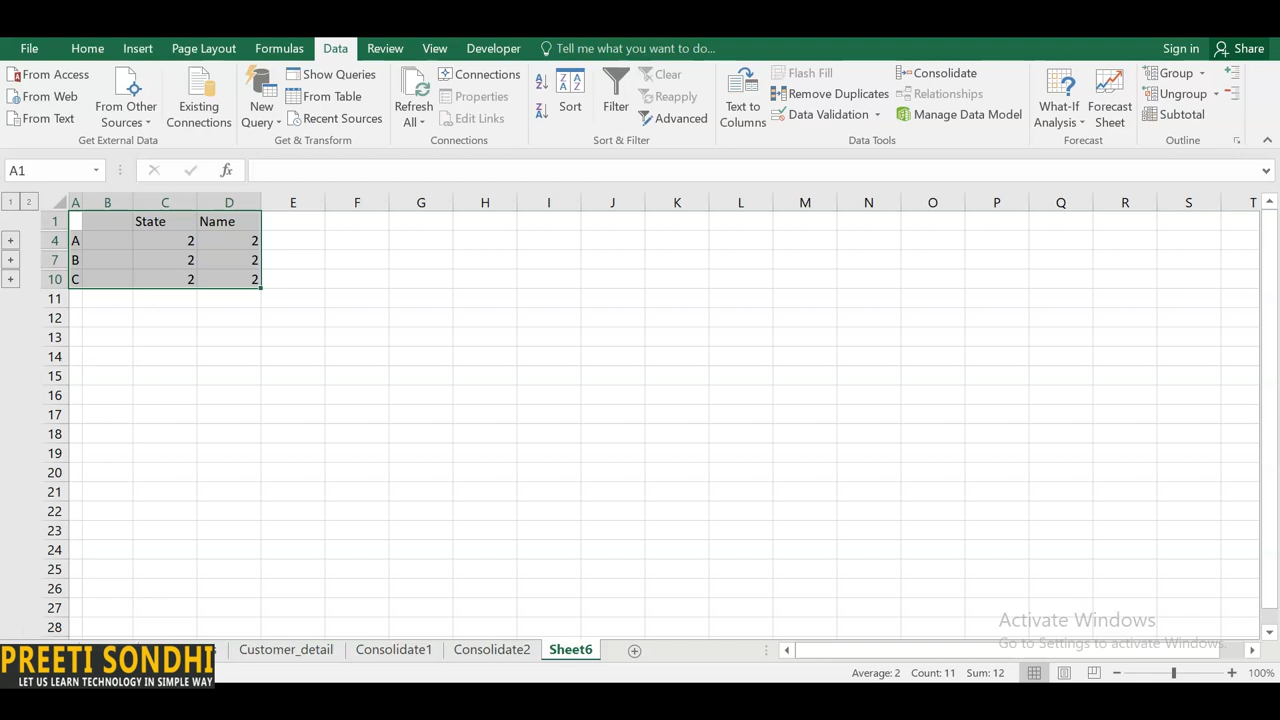 File Home Insert Page Layout Formulas Data Review View Developer Tell me what you want to do... Sign in Share
From Access
From Web
From Text
From Other Sources
Existing Connections
Get External Data
New Query
Show Queries
From Table
Recent Sources
Get & Transform
Refresh All
Connections
Properties
Edit Links
Connections
Sort
Filter
Clear
Reapply
Advanced
Sort & Filter
Text to Columns
Flash Fill
Remove Duplicates
Data Validation
Consolidate
Relationships
Manage Data Model
Data Tools
What-If Analysis
Forecast Sheet
Forecast
Group
Ungroup
Subtotal
Outline
A1 fx
1 2 A B C D E F G H I J K L M N O P Q R S T
1 State Name
4 A 2 2
7 B 2 2
10 C 2 2
11
12
13
14
15
16
17
18
19
20
21
22
23
24
25
26
27
28
Activate Windows
Go to Settings to activate Windows.
Customer_detail Consolidate1 Consolidate2 Sheet6
PREETI SONDHI
LET US LEARN TECHNOLOGY IN SIMPLE WAY
Average: 2 Count: 11 Sum: 12 100%